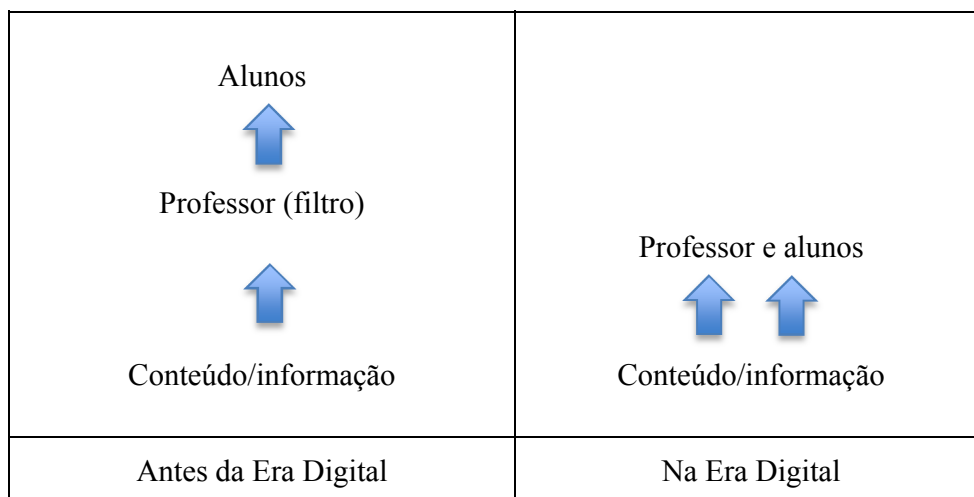 Alunos
Professor (filtro)
Conteúdo/informação
Antes da Era Digital
Professor e alunos
Conteúdo/informação
Na Era Digital